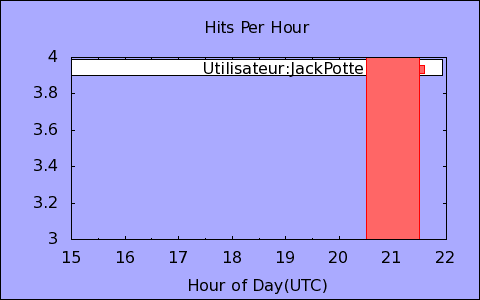 Hits Per Hour
4
Utilisateur:JackPotte
3.8
3.6
3.4
3.2
3
15 16 17 18 19 20 21 22
Hour of Day(UTC)